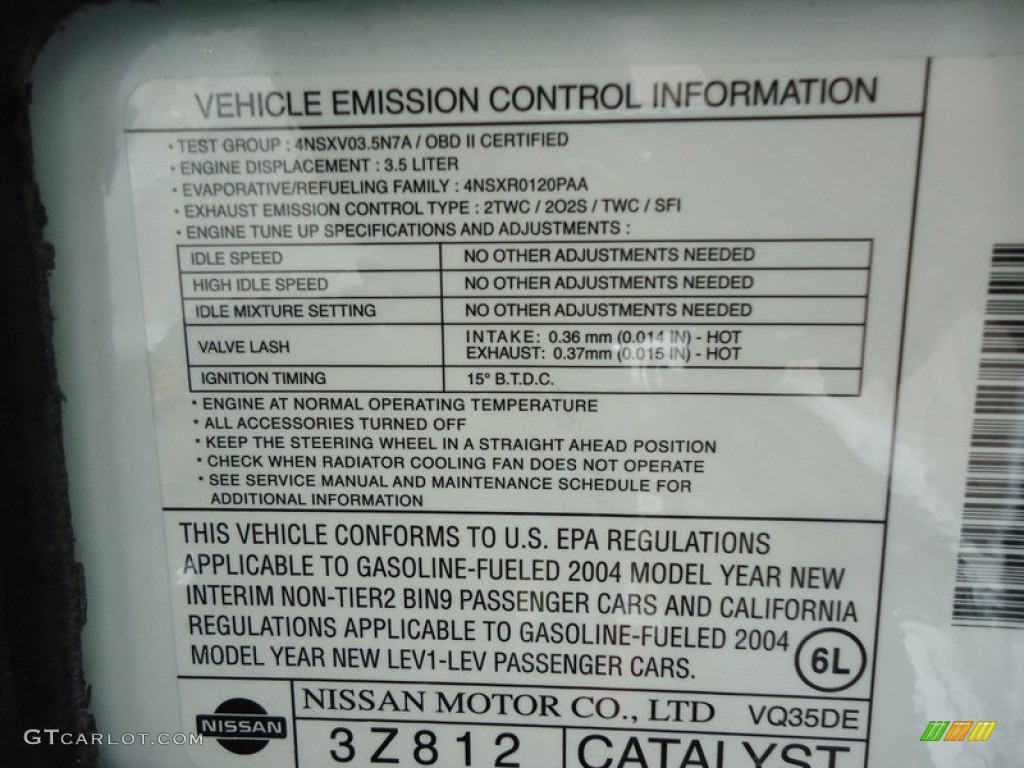 VEHICLE EMISSION CONTROL INFORMATION
• TEST GROUP : 4NSXV03.5N7A / OBD II CERTIFIED
• ENGINE DISPLACEMENT : 3.5 LITER
• EVAPORATIVE/REFUELING FAMILY : 4NSXR0120PAA
• EXHAUST EMISSION CONTROL TYPE : 2TWC / 2O2S / TWC / SFI
• ENGINE TUNE UP SPECIFICATIONS AND ADJUSTMENTS :
IDLE SPEED NO OTHER ADJUSTMENTS NEEDED
HIGH IDLE SPEED NO OTHER ADJUSTMENTS NEEDED
IDLE MIXTURE SETTING NO OTHER ADJUSTMENTS NEEDED
VALVE LASH INTAKE: 0.36 mm (0.014 IN) - HOT
EXHAUST: 0.37mm (0.015 IN) - HOT
IGNITION TIMING 15° B.T.D.C.
• ENGINE AT NORMAL OPERATING TEMPERATURE
• ALL ACCESSORIES TURNED OFF
• KEEP THE STEERING WHEEL IN A STRAIGHT AHEAD POSITION
• CHECK WHEN RADIATOR COOLING FAN DOES NOT OPERATE
• SEE SERVICE MANUAL AND MAINTENANCE SCHEDULE FOR
ADDITIONAL INFORMATION
THIS VEHICLE CONFORMS TO U.S. EPA REGULATIONS
APPLICABLE TO GASOLINE-FUELED 2004 MODEL YEAR NEW
INTERIM NON-TIER2 BIN9 PASSENGER CARS AND CALIFORNIA
REGULATIONS APPLICABLE TO GASOLINE-FUELED 2004
MODEL YEAR NEW LEV1-LEV PASSENGER CARS.
6L
NISSAN
NISSAN MOTOR CO., LTD VQ35DE
3Z812 CATALYST
GTCARLOT.COM